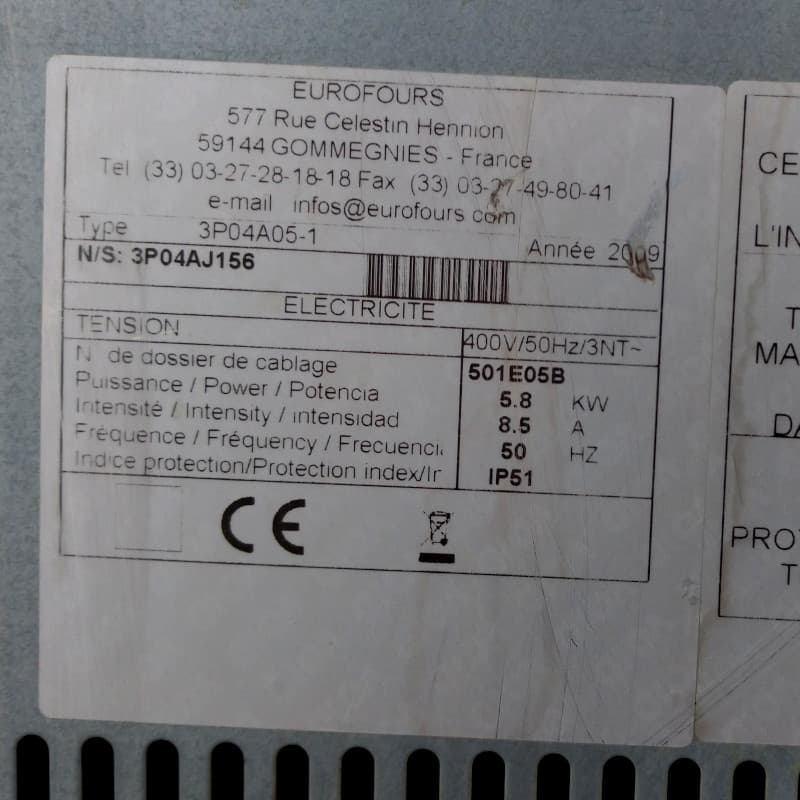 EUROFOURS
577 Rue Celestin Hennion
59144 GOMMEGNIES - France
Tel (33) 03-27-28-18-18 Fax (33) 03-27-49-80-41
e-mail infos@eurofours com
Type 3P04A05-1 Année 2009
N/S: 3P04AJ156
ELECTRICITE
TENSION 400V/50Hz/3NT~
N de dossier de cablage 501E05B
Puissance / Power / Potencia 5.8 KW
Intensité / Intensity / intensidad 8.5 A
Fréquence / Fréquency / Frecuenci 50 HZ
Indice protection/Protection index/Ir IP51
CE
CE
L'IN
T
MA
DA
PRO
T